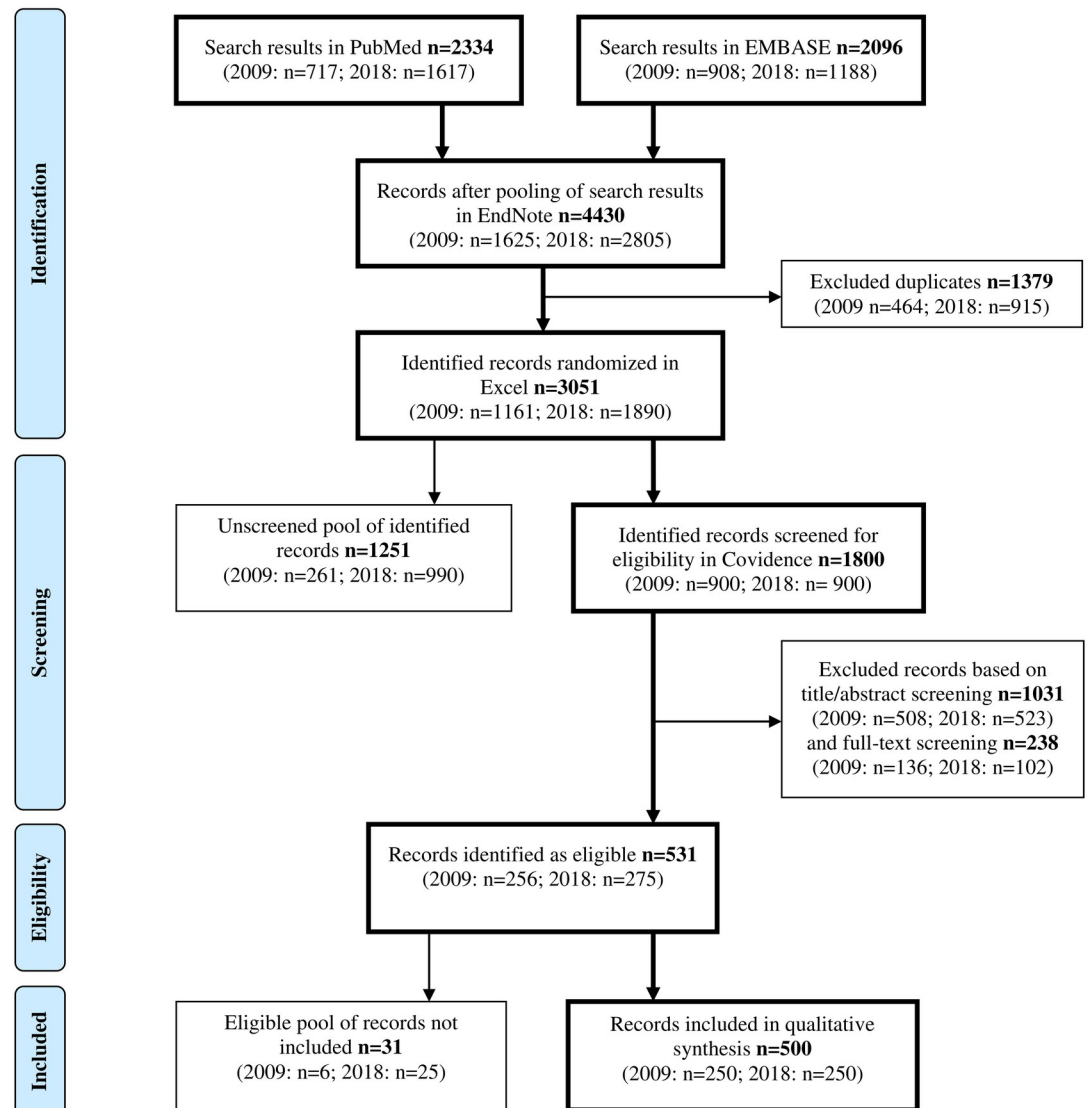 Identification
Search results in PubMed n=2334
(2009: n=717; 2018: n=1617)
Search results in EMBASE n=2096
(2009: n=908; 2018: n=1188)
Records after pooling of search results
in EndNote n=4430
(2009: n=1625; 2018: n=2805)
Excluded duplicates n=1379
(2009 n=464; 2018: n=915)
Identified records randomized in
Excel n=3051
(2009: n=1161; 2018: n=1890)
Screening
Unscreened pool of identified
records n=1251
(2009: n=261; 2018: n=990)
Identified records screened for
eligibility in Covidence n=1800
(2009: n=900; 2018: n= 900)
Excluded records based on
title/abstract screening n=1031
(2009: n=508; 2018: n=523)
and full-text screening n=238
(2009: n=136; 2018: n=102)
Eligibility
Records identified as eligible n=531
(2009: n=256; 2018: n=275)
Included
Eligible pool of records not
included n=31
(2009: n=6; 2018: n=25)
Records included in qualitative
synthesis n=500
(2009: n=250; 2018: n=250)